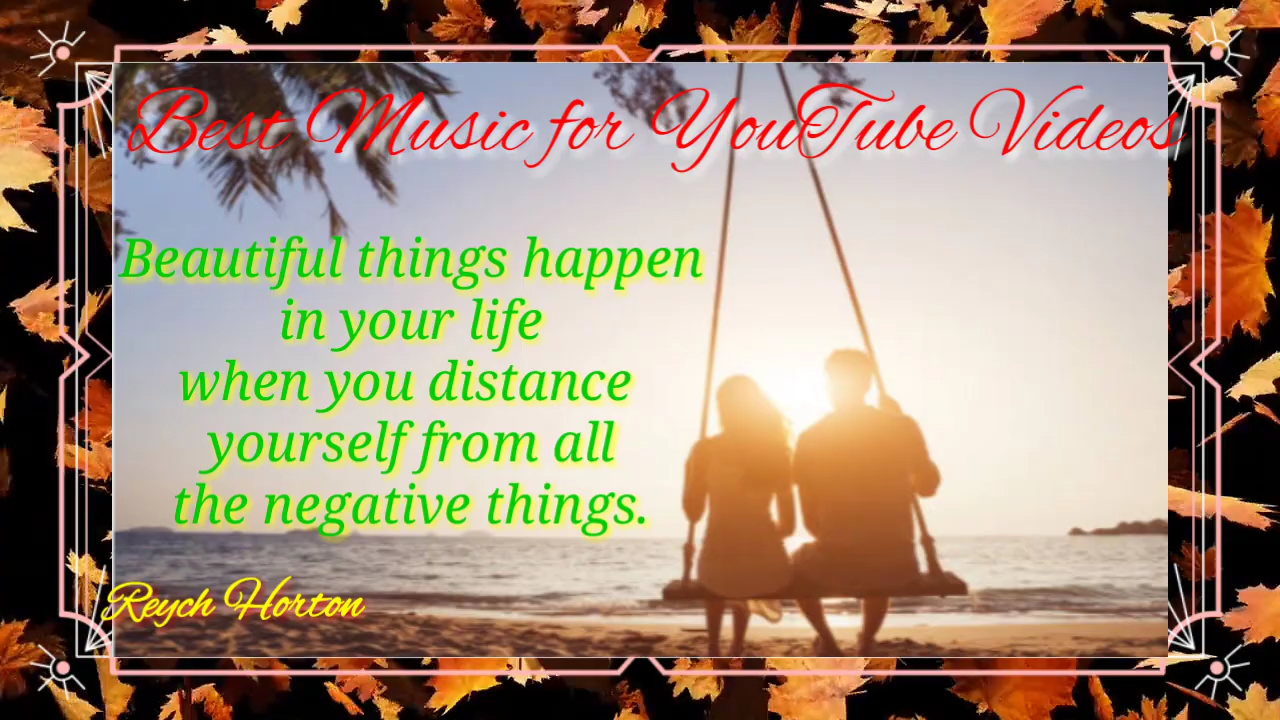 Best Music for YouTube Videos
Beautiful things happen
in your life
when you distance
yourself from all
the negative things.
Reych Horton